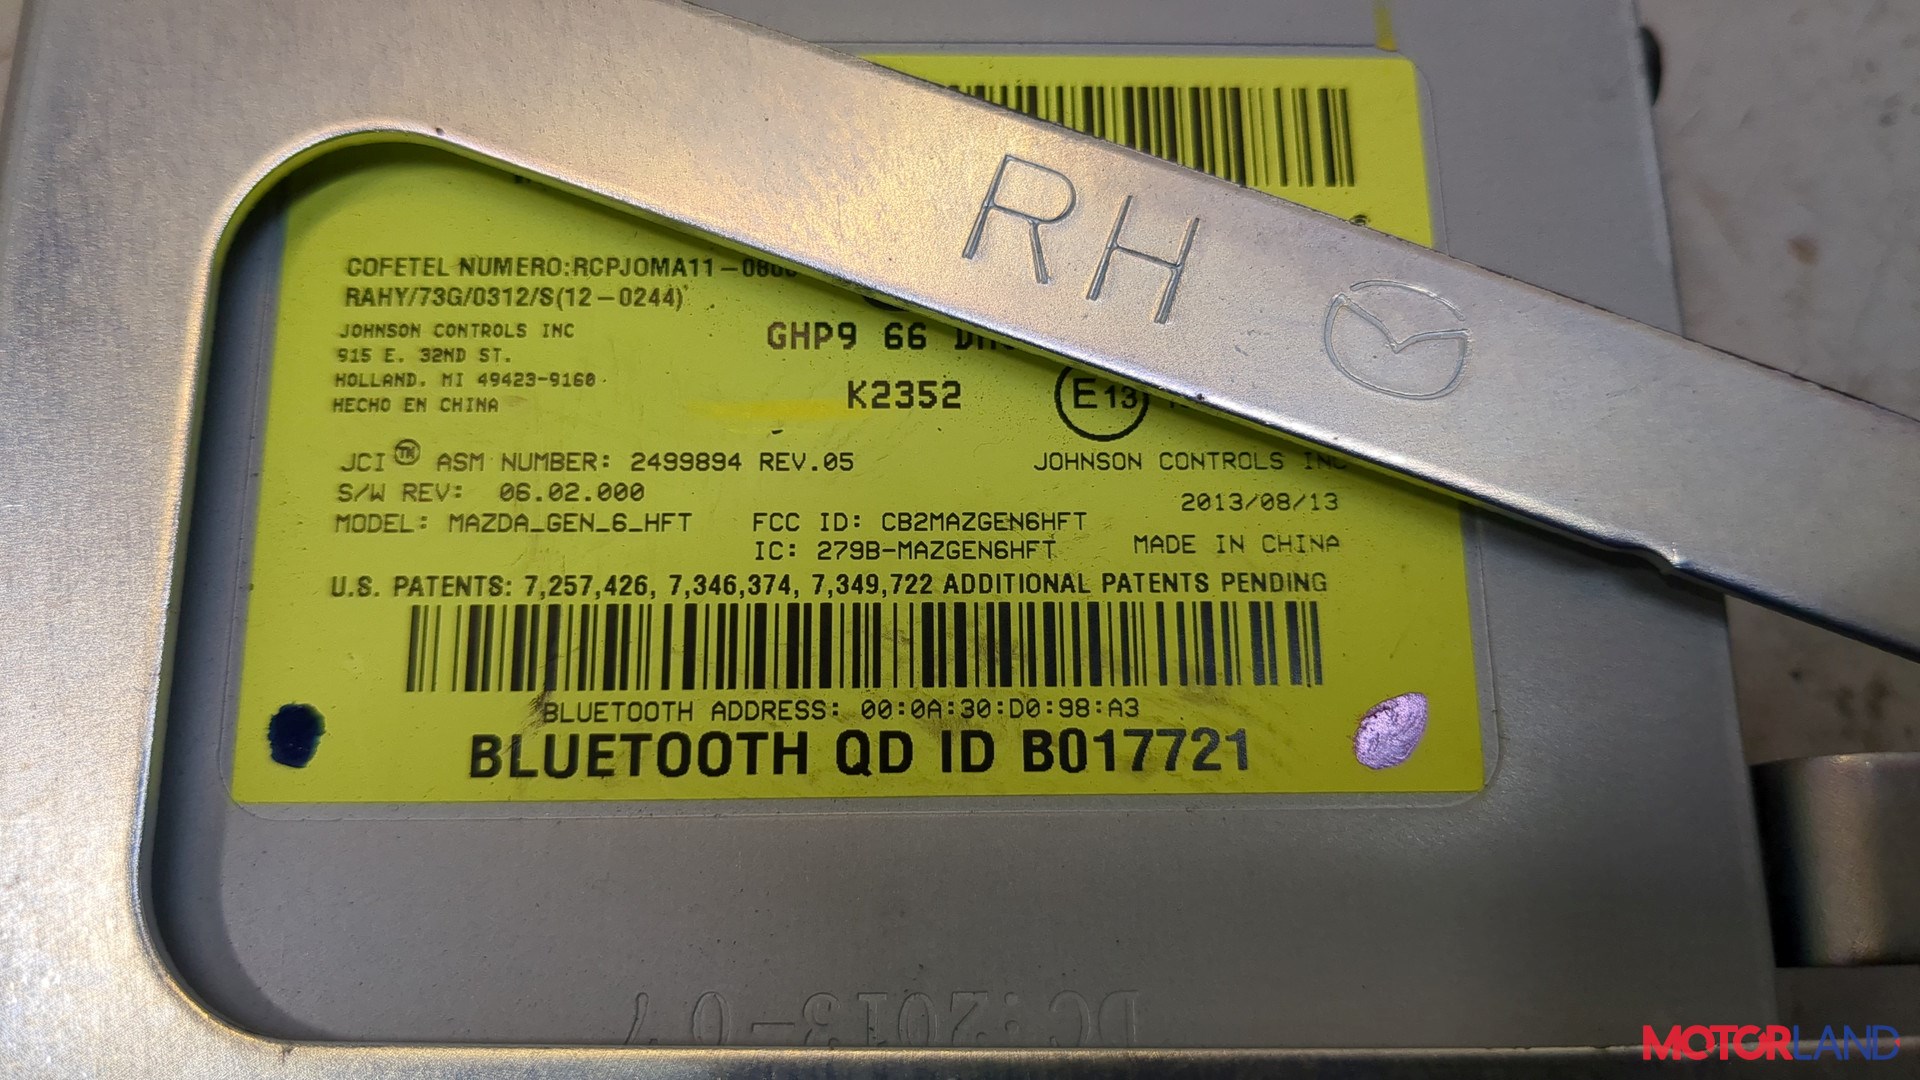 RH
COFETEL NUMERO:RCPJOMA11-0
RAHY/73G/0312/S(12-0244)
JOHNSON CONTROLS INC
915 E. 32ND ST.
HOLLAND, MI 49423-9160
HECHO EN CHINA
GHP9 66
K2352
E13
JCI TM ASM NUMBER: 2499894 REV.05
JOHNSON CONTROLS INC
S/W REV: 06.02.000
2013/08/13
MODEL: MAZDA_GEN_6_HFT
FCC ID: CB2MAZGEN6HFT
IC: 279B-MAZGEN6HFT
MADE IN CHINA
U.S. PATENTS: 7,257,426, 7,346,374, 7,349,722 ADDITIONAL PATENTS PENDING
BLUETOOTH ADDRESS: 00:0A:30:D0:98:A3
BLUETOOTH QD ID B017721
DC:2013-07
MOTORLAND